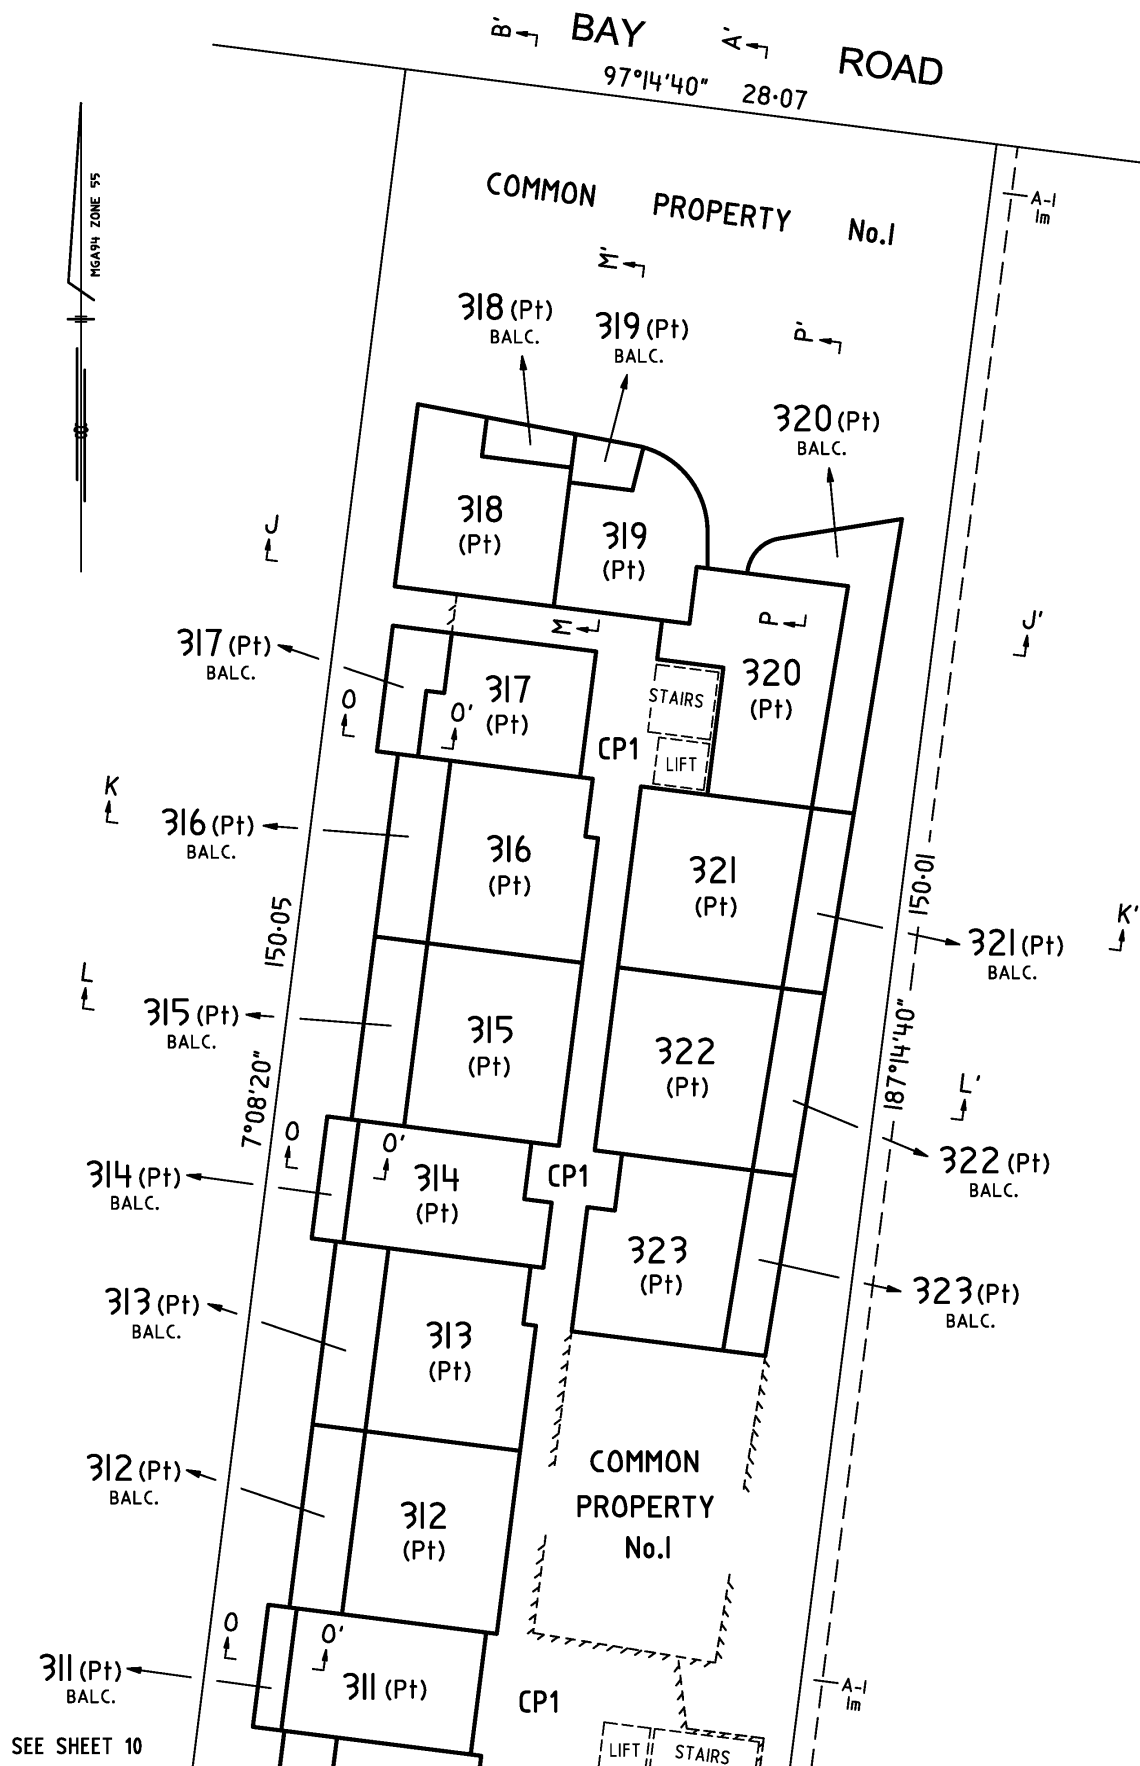 B' BAY A' ROAD
97°14'40" 28·07
MGA94 ZONE 55
COMMON PROPERTY No.1
A-1
1m
M'
318 (Pt)
BALC.
319 (Pt)
BALC.
P'
320 (Pt)
BALC.
J
318
(Pt)
319
(Pt)
M
P
J'
317 (Pt)
BALC.
O
317
(Pt)
O'
STAIRS
320
(Pt)
CP1
LIFT
K
316 (Pt)
BALC.
316
(Pt)
321
(Pt)
150·01
K'
321 (Pt)
BALC.
150·05
L
315 (Pt)
BALC.
315
(Pt)
322
(Pt)
187°14'40"
L'
7°08'20"
322 (Pt)
BALC.
O
O'
314 (Pt)
BALC.
314
(Pt)
CP1
323
(Pt)
323 (Pt)
BALC.
313 (Pt)
BALC.
313
(Pt)
312 (Pt)
BALC.
312
(Pt)
COMMON
PROPERTY
No.1
O
O'
311 (Pt)
BALC.
311 (Pt)
CP1
A-1
1m
SEE SHEET 10
LIFT
STAIRS